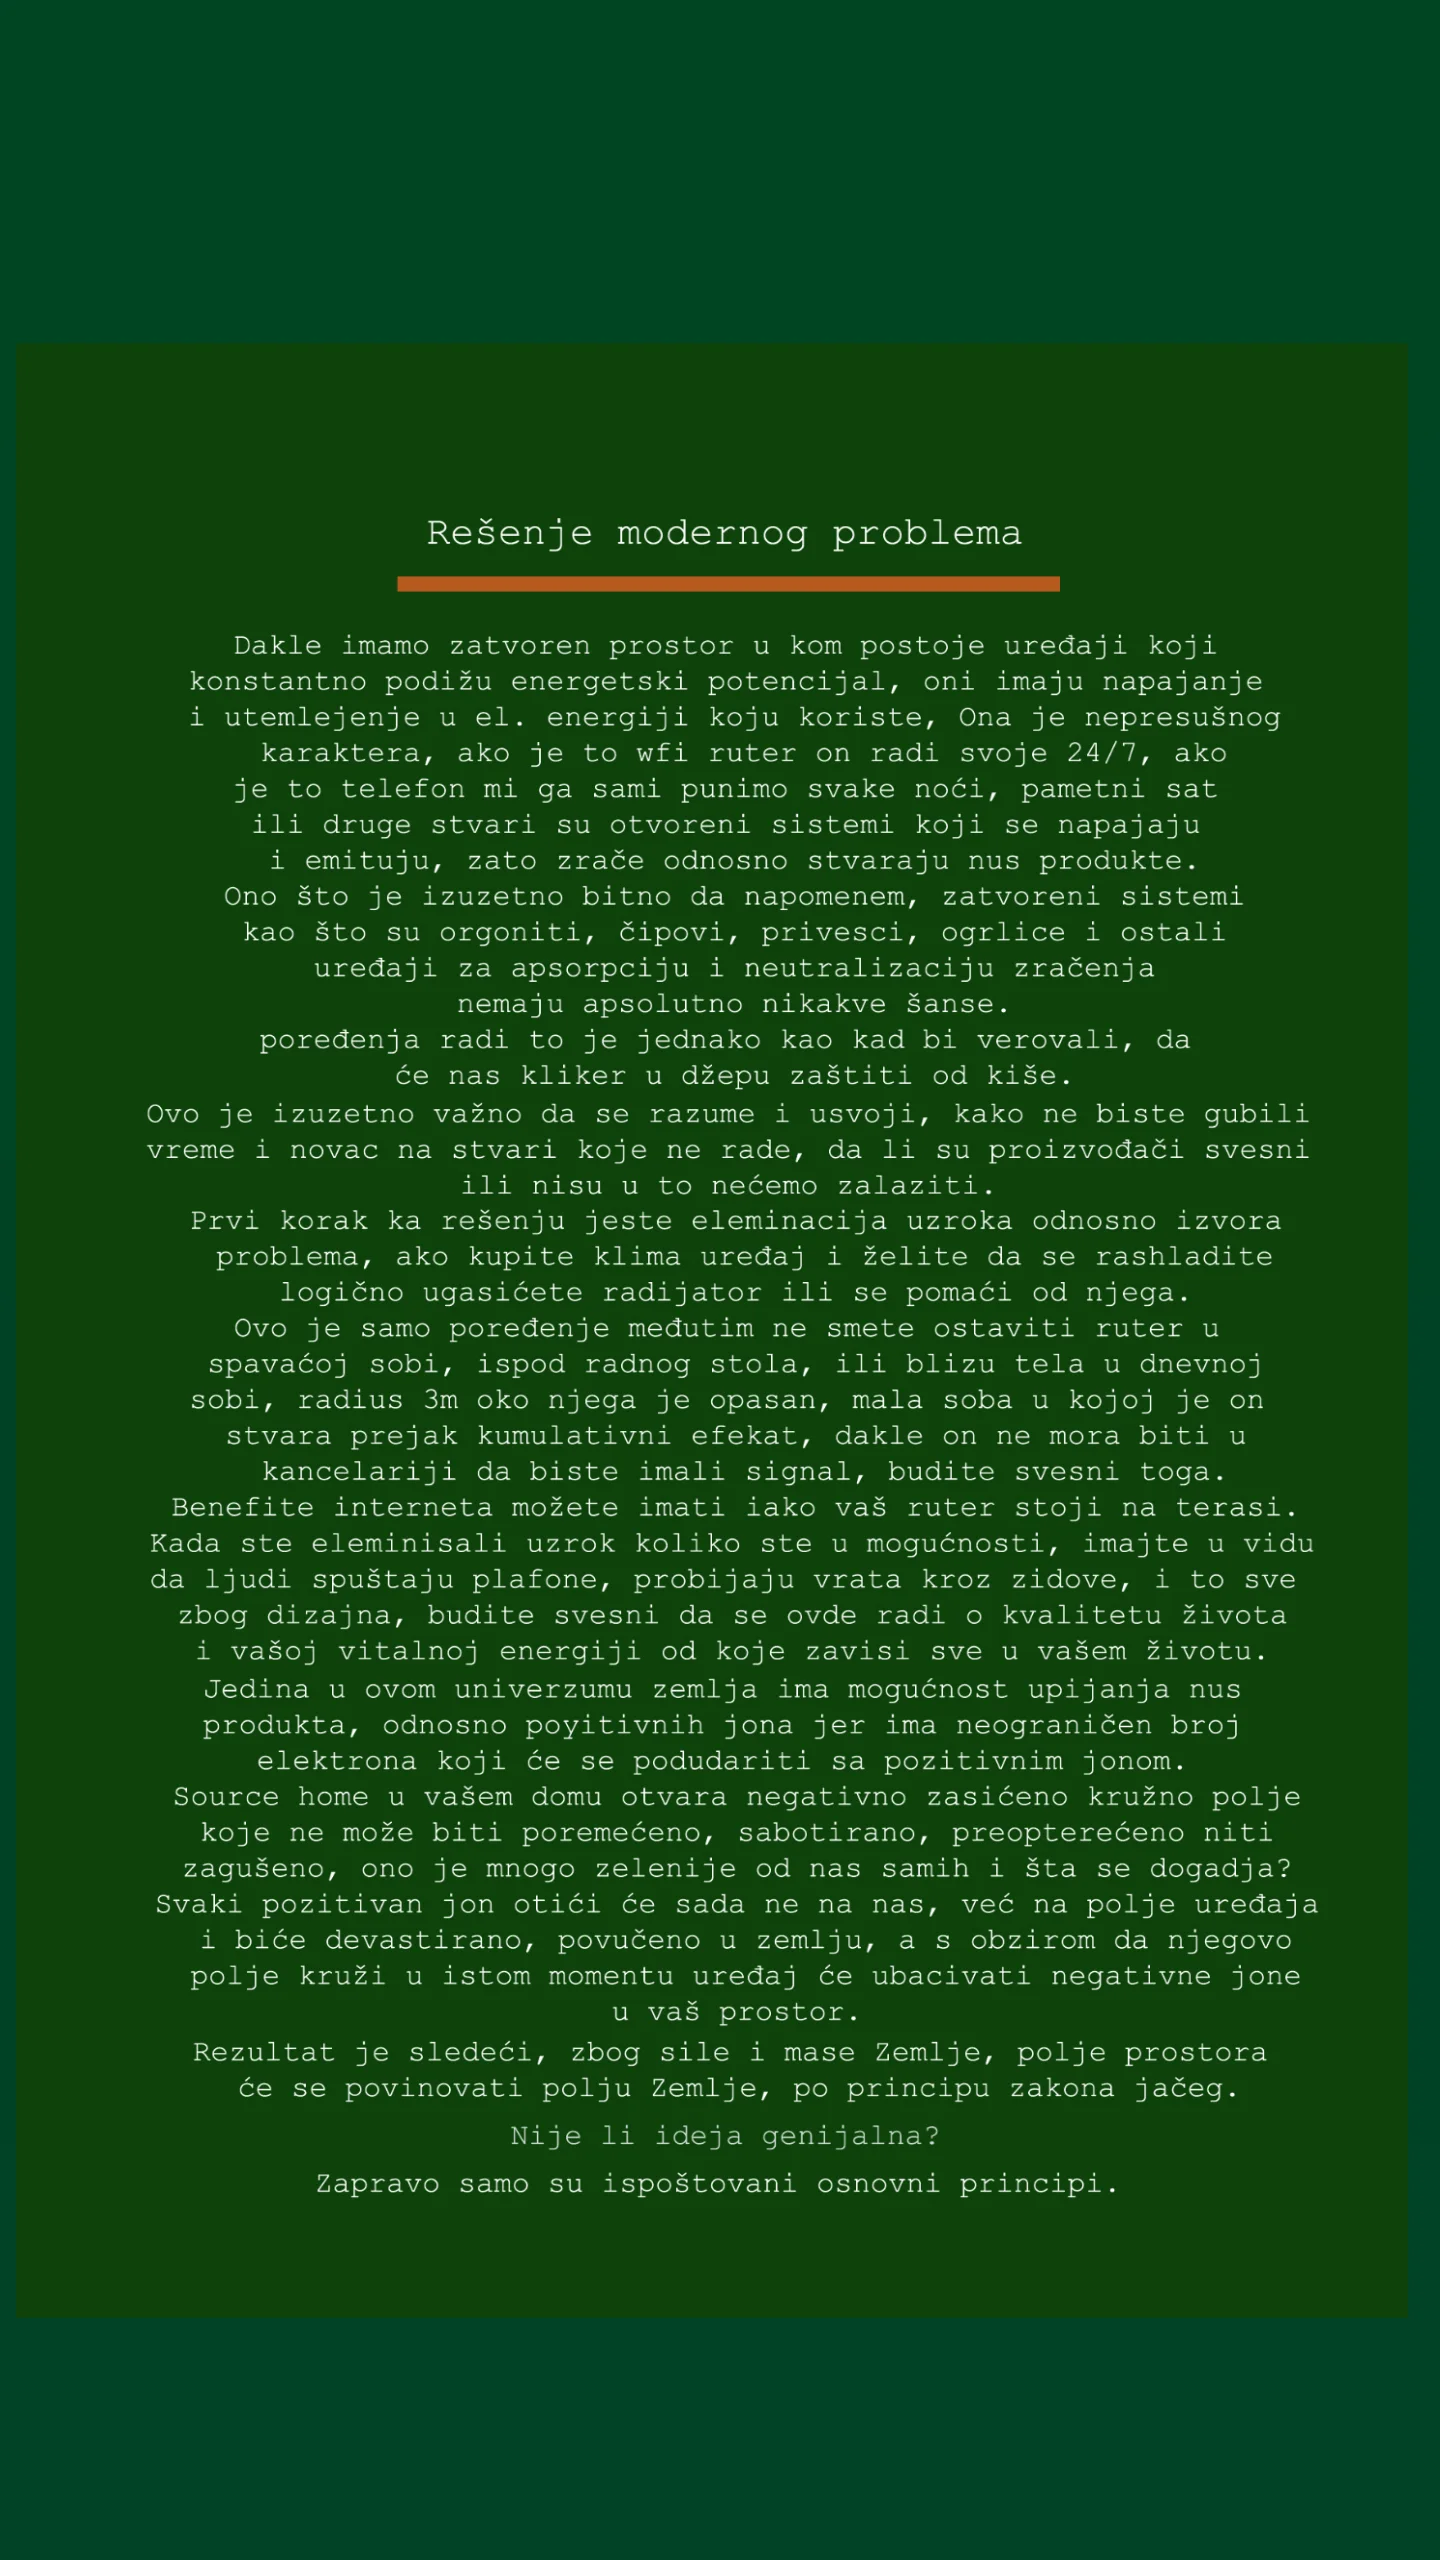 Rešenje modernog problema
Dakle imamo zatvoren prostor u kom postoje uređaji koji
konstantno podižu energetski potencijal, oni imaju napajanje
i utemlejenje u el. energiji koju koriste, Ona je nepresušnog
karaktera, ako je to wfi ruter on radi svoje 24/7, ako
je to telefon mi ga sami punimo svake noći, pametni sat
ili druge stvari su otvoreni sistemi koji se napajaju
i emituju, zato zrače odnosno stvaraju nus produkte.
Ono što je izuzetno bitno da napomenem, zatvoreni sistemi
kao što su orgoniti, čipovi, privesci, ogrlice i ostali
uređaji za apsorpciju i neutralizaciju zračenja
nemaju apsolutno nikakve šanse.
poređenja radi to je jednako kao kad bi verovali, da
će nas kliker u džepu zaštiti od kiše.
Ovo je izuzetno važno da se razume i usvoji, kako ne biste gubili
vreme i novac na stvari koje ne rade, da li su proizvođači svesni
ili nisu u to nećemo zalaziti.
Prvi korak ka rešenju jeste eleminacija uzroka odnosno izvora
problema, ako kupite klima uređaj i želite da se rashladite
logično ugasićete radijator ili se pomaći od njega.
Ovo je samo poređenje međutim ne smete ostaviti ruter u
spavaćoj sobi, ispod radnog stola, ili blizu tela u dnevnoj
sobi, radius 3m oko njega je opasan, mala soba u kojoj je on
stvara prejak kumulativni efekat, dakle on ne mora biti u
kancelariji da biste imali signal, budite svesni toga.
Benefite interneta možete imati iako vaš ruter stoji na terasi.
Kada ste eleminisali uzrok koliko ste u mogućnosti, imajte u vidu
da ljudi spuštaju plafone, probijaju vrata kroz zidove, i to sve
zbog dizajna, budite svesni da se ovde radi o kvalitetu života
i vašoj vitalnoj energiji od koje zavisi sve u vašem životu.
Jedina u ovom univerzumu zemlja ima mogućnost upijanja nus
produkta, odnosno poyitivnih jona jer ima neograničen broj
elektrona koji će se podudariti sa pozitivnim jonom.
Source home u vašem domu otvara negativno zasićeno kružno polje
koje ne može biti poremećeno, sabotirano, preopterećeno niti
zagušeno, ono je mnogo zelenije od nas samih i šta se dogadja?
Svaki pozitivan jon otići će sada ne na nas, već na polje uređaja
i biće devastirano, povučeno u zemlju, a s obzirom da njegovo
polje kruži u istom momentu uređaj će ubacivati negativne jone
u vaš prostor.
Rezultat je sledeći, zbog sile i mase Zemlje, polje prostora
će se povinovati polju Zemlje, po principu zakona jačeg.
Nije li ideja genijalna?
Zapravo samo su ispoštovani osnovni principi.